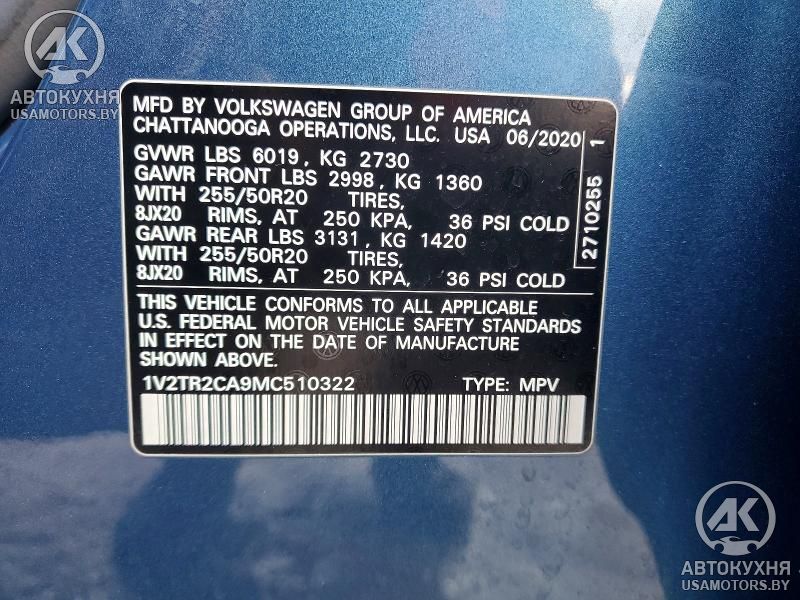 АК
АВТОКУХНЯ
USAMOTORS.BY
MFD BY VOLKSWAGEN GROUP OF AMERICA
CHATTANOOGA OPERATIONS, LLC. USA 06/2020
GVWR LBS 6019, KG 2730
GAWR FRONT LBS 2998, KG 1360
WITH 255/50R20 TIRES,
8JX20 RIMS, AT 250 KPA, 36 PSI COLD
GAWR REAR LBS 3131, KG 1420
WITH 255/50R20 TIRES,
8JX20 RIMS, AT 250 KPA, 36 PSI COLD
2710255 1
THIS VEHICLE CONFORMS TO ALL APPLICABLE
U.S. FEDERAL MOTOR VEHICLE SAFETY STANDARDS
IN EFFECT ON THE DATE OF MANUFACTURE
1V2TR2CA9MC510322 TYPE: MPV
АК
АВТОКУХНЯ
USAMOTORS.BY